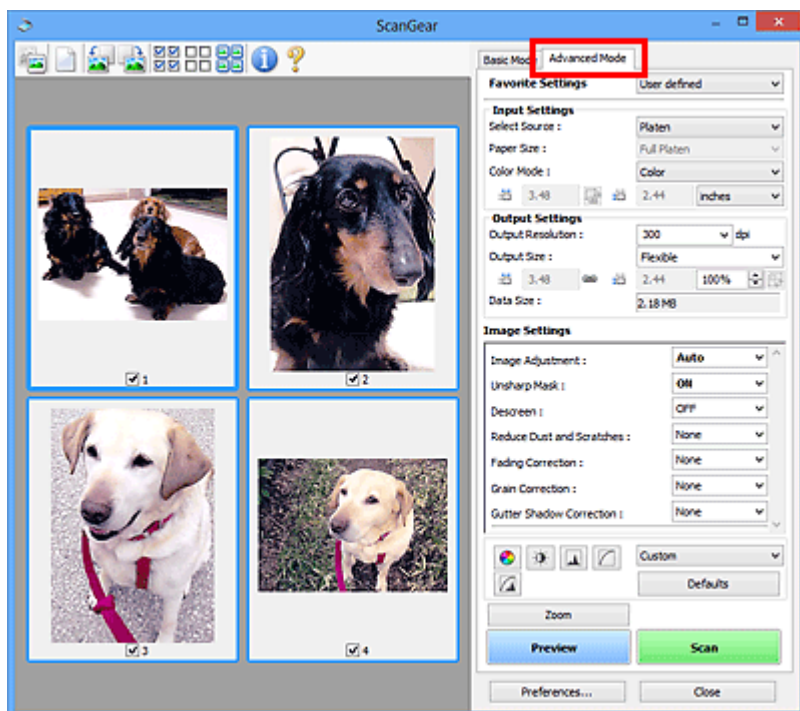 ScanGear
Basic Mode Advanced Mode
Favorite Settings User defined
Input Settings
Select Source : Platen
Paper Size : Full Platen
Color Mode : Color
3.48 2.44 inches
Output Settings
Output Resolution : 300 dpi
Output Size : Flexible
3.48 2.44 100%
Data Size : 2.18 MB
Image Settings
Image Adjustment : Auto
Unsharp Mask : ON
Descreen : OFF
Reduce Dust and Scratches : None
Fading Correction : None
Grain Correction : None
Gutter Shadow Correction : None
Custom
Defaults
Zoom
Preview Scan
Preferences... Close
1
2
3
4